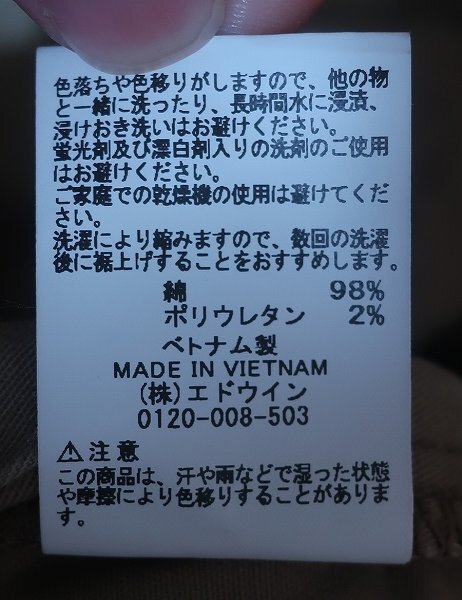 色落ちや色移りがしますので、他の物
と一緒に洗ったり、長時間水に浸漬、
浸けおき洗いはお避けください。
蛍光剤及び漂白剤入りの洗剤のご使用
はお避けください。
ご家庭での乾燥機の使用は避けてくだ
さい。
洗濯により縮みますので、数回の洗濯
後に裾上げすることをおすすめします。
綿 98%
ポリウレタン 2%
ベトナム製
MADE IN VIETNAM
(株)エドウイン
0120-008-503
⚠注意
この商品は、汗や雨などで湿った状態
や摩擦により色移りすることがありま
す。